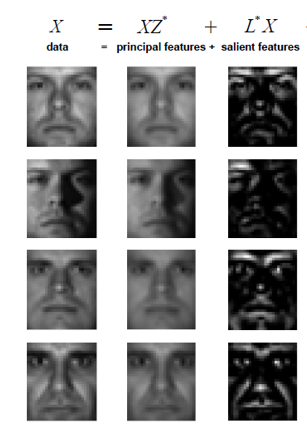 X = XZ* + L*X
data = principal features + salient features